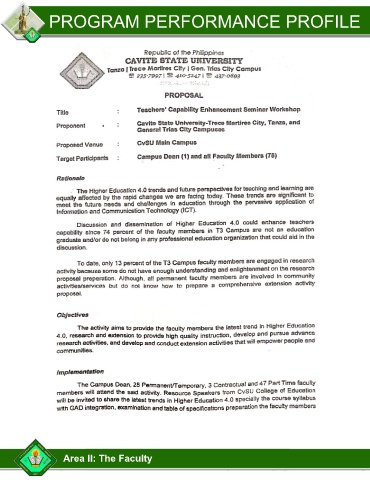 PROGRAM PERFORMANCE PROFILE
Republic of the Philippines
CAVITE STATE UNIVERSITY
Tanza | Trece Martires City | Gen. Trias City Campus
PROPOSAL
Title : Teachers' Capability Enhancement Seminar Workshop
Proponent : Cavite State University-Trece Martires City, Tanza, and
General Trias City Campuses
Proposed Venue : CvSU Main Campus
Target Participants : Campus Dean (1) and all Faculty Members (75)
Rationale
The Higher Education 4.0 trends and future perspectives for teaching and learning are
equally affected by the rapid changes we are facing today. These trends are significant to
meet the future needs and challenges in education through the pervasive application of
Information and Communication Technology (ICT).
Discussion and dissemination of Higher Education 4.0 could enhance teachers
capability since 74 percent of the faculty members in T3 Campus are not an education
graduate and/or do not belong in any professional education organization that could aid in the
discussion.
To date, only 13 percent of the T3 Campus faculty members are engaged in research
activity because some do not have enough understanding and enlightenment on the research
proposal preparation. Although, all permanent faculty members are involved in community
activities/services but do not know how to prepare a comprehensive extension activity
proposal.
Objectives
The activity aims to provide the faculty members the latest trend in Higher Education
4.0, research and extension to provide high quality instruction, develop and pursue advance
research activities, and develop and conduct extension activities that will empower people and
communities.
Implementation
The Campus Dean, 25 Permanent/Temporary, 3 Contractual and 47 Part Time faculty
members will attend the said activity. Resource Speakers from CvSU College of Education
will be invited to share the latest trends in Higher Education 4.0 specially the course syllabus
with GAD integration, examination and table of specifications preparation the faculty members
Area II: The Faculty